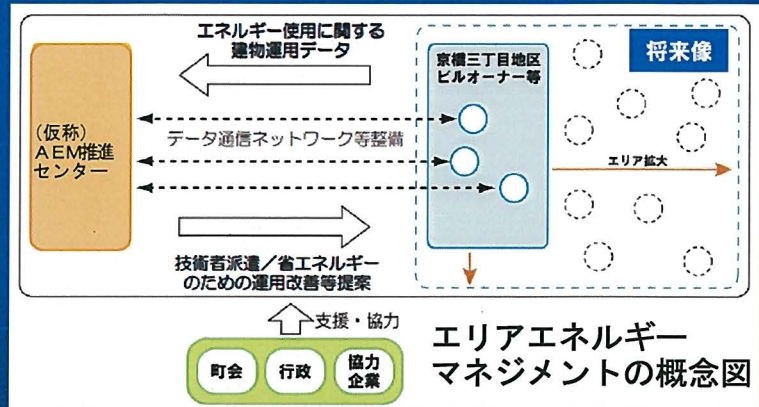 エネルギー使用に関する
建物運用データ
京橋三丁目地区
ビルオーナー等
将来像
(仮称)
AEM推進
センター
データ通信ネットワーク等整備
エリア拡大
技術者派遣/省エネルギー
のための運用改善等提案
支援・協力
町会
行政
協力
企業
エリアエネルギー
マネジメントの概念図